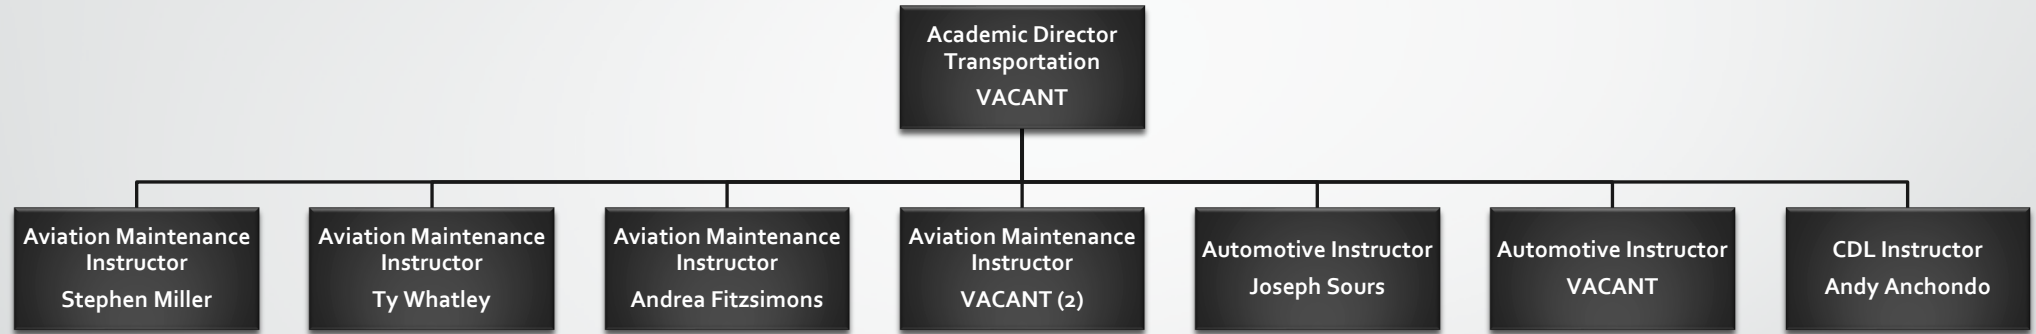 Academic Director
Transportation
VACANT
Aviation Maintenance
Instructor
Stephen Miller
Aviation Maintenance
Instructor
Ty Whatley
Aviation Maintenance
Instructor
Andrea Fitzsimons
Aviation Maintenance
Instructor
VACANT (2)
Automotive Instructor
Joseph Sours
Automotive Instructor
VACANT
CDL Instructor
Andy Anchondo